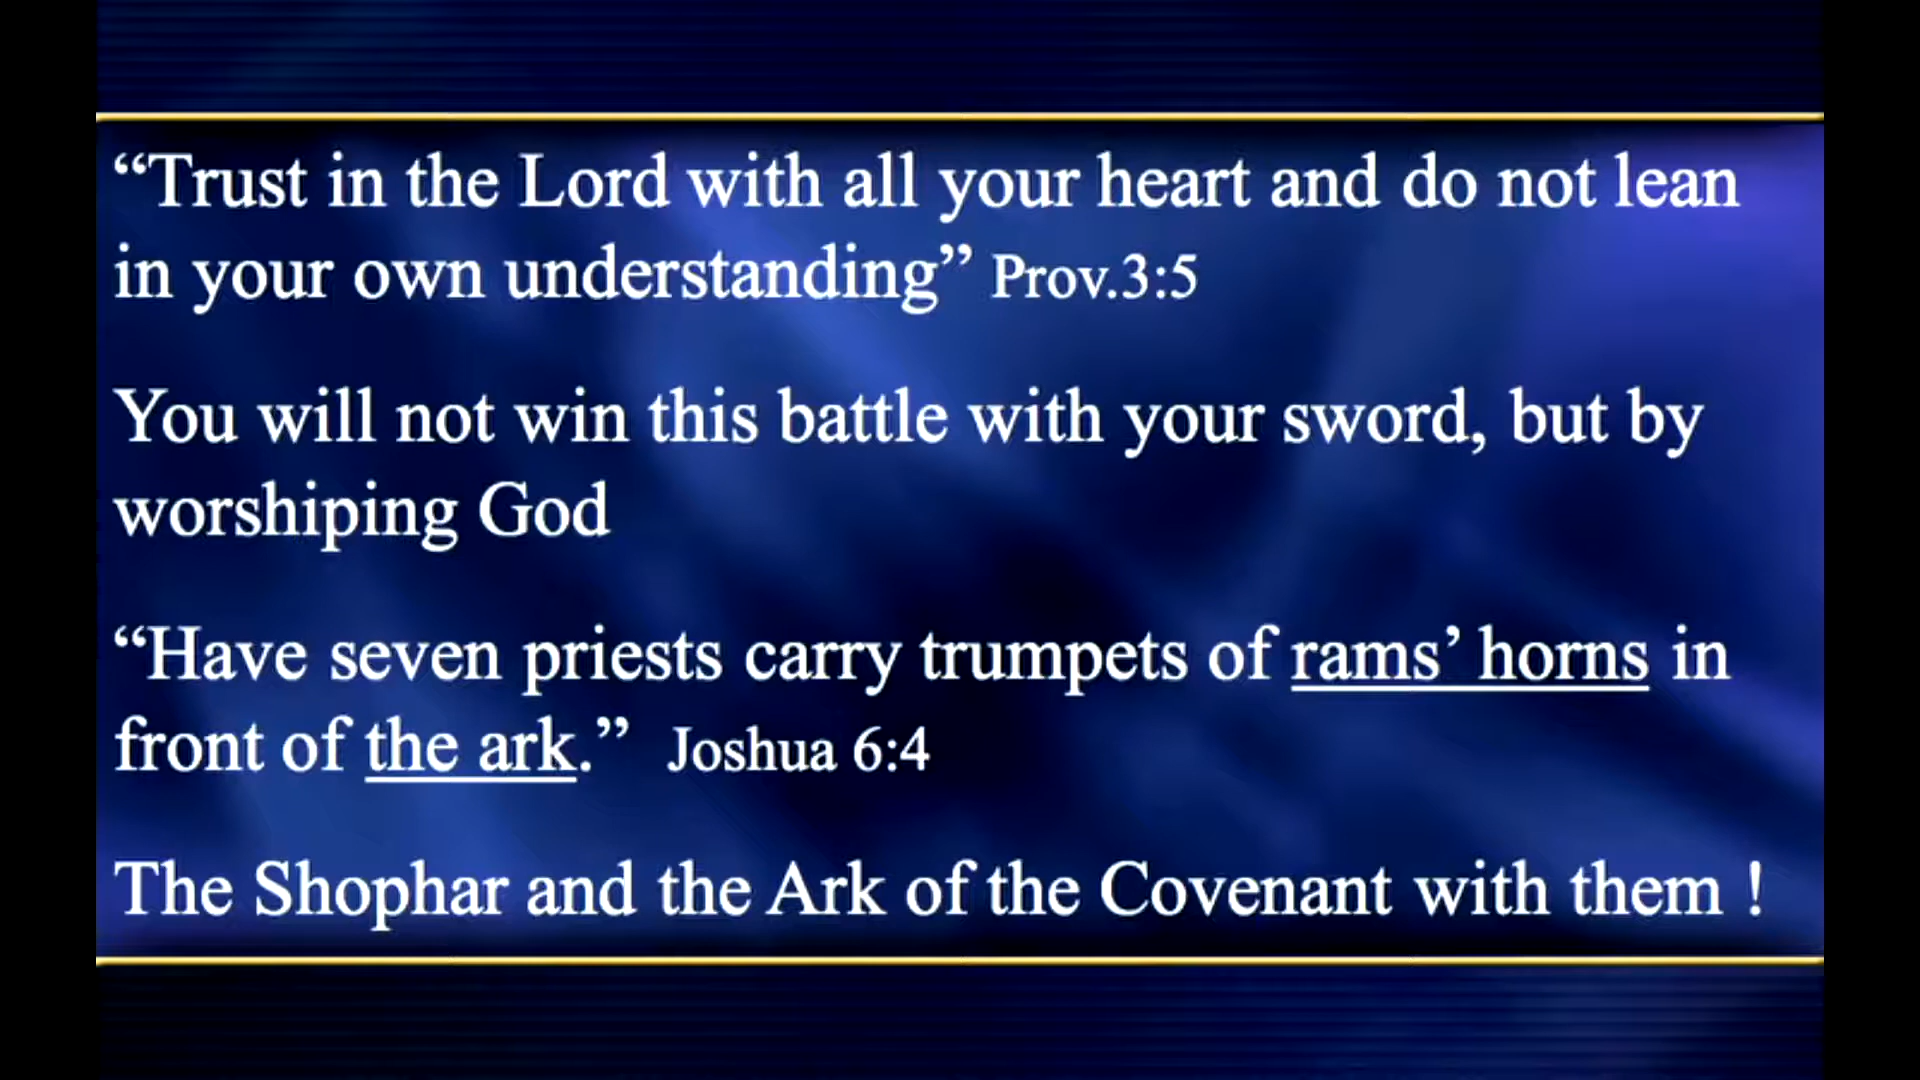 “Trust in the Lord with all your heart and do not lean
in your own understanding” Prov.3:5
You will not win this battle with your sword, but by
worshiping God
“Have seven priests carry trumpets of rams’ horns in
front of the ark.” Joshua 6:4
The Shophar and the Ark of the Covenant with them !